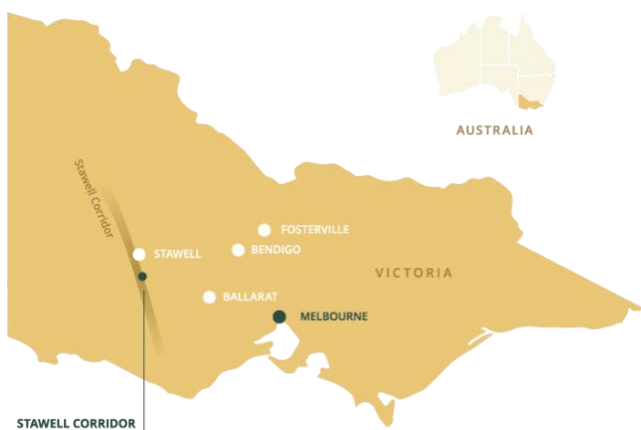 AUSTRALIA
Stawell Corridor
FOSTERVILLE
STAWELL
BENDIGO
VICTORIA
BALLARAT
MELBOURNE
STAWELL CORRIDOR